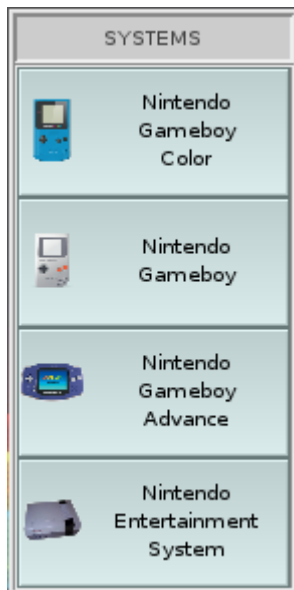 SYSTEMS
Nintendo
Gameboy
Color
Nintendo
Gameboy
Nintendo
Gameboy
Advance
Nintendo
Entertainment
System